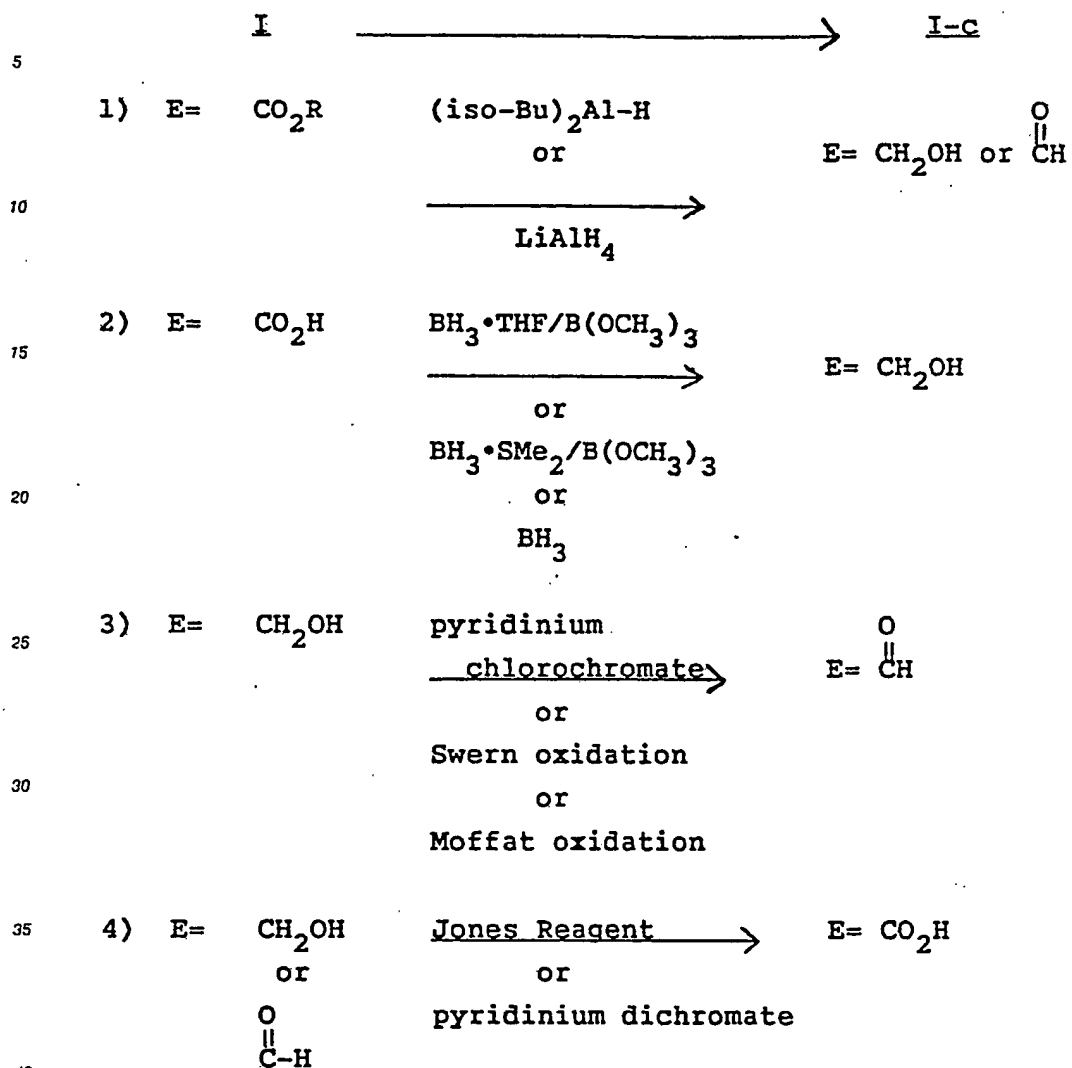 I I-c
5
1) E= CO2R (iso-Bu)2Al-H O
or E= CH2OH or CH
10
LiAlH4
2) E= CO2H BH3•THF/B(OCH3)3
15
E= CH2OH
or
BH3•SMe2/B(OCH3)3
20 or
BH3
3) E= CH2OH pyridinium O
25
chlorochromate E= CH
or
Swern oxidation
30 or
Moffat oxidation
35 4) E= CH2OH Jones Reagent E= CO2H
or or
O pyridinium dichromate
C-H